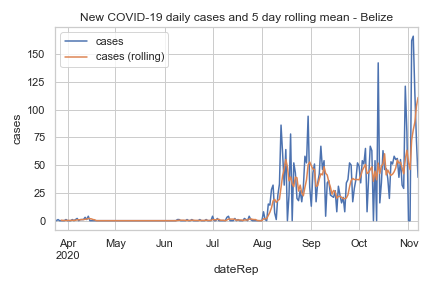 New COVID-19 daily cases and 5 day rolling mean - Belize
cases
cases (rolling)
150
125
100
75
50
25
0
cases
Apr
2020
May
Jun
Jul
Aug
Sep
Oct
Nov
dateRep